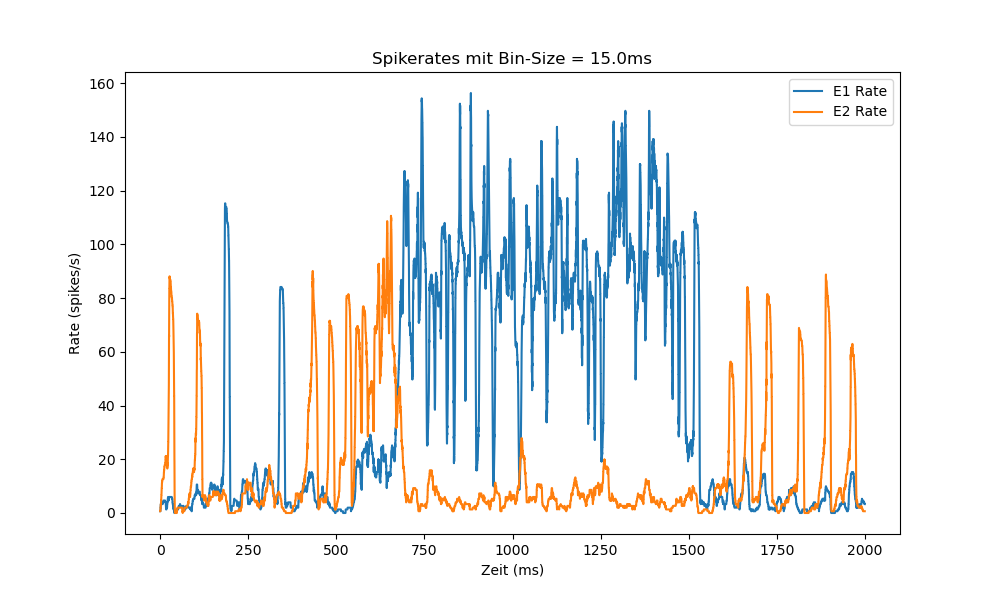 Spikerates mit Bin-Size = 15.0ms
E1 Rate
E2 Rate
Rate (spikes/s)
160
140
120
100
80
60
40
20
0
0 250 500 750 1000 1250 1500 1750 2000
Zeit (ms)